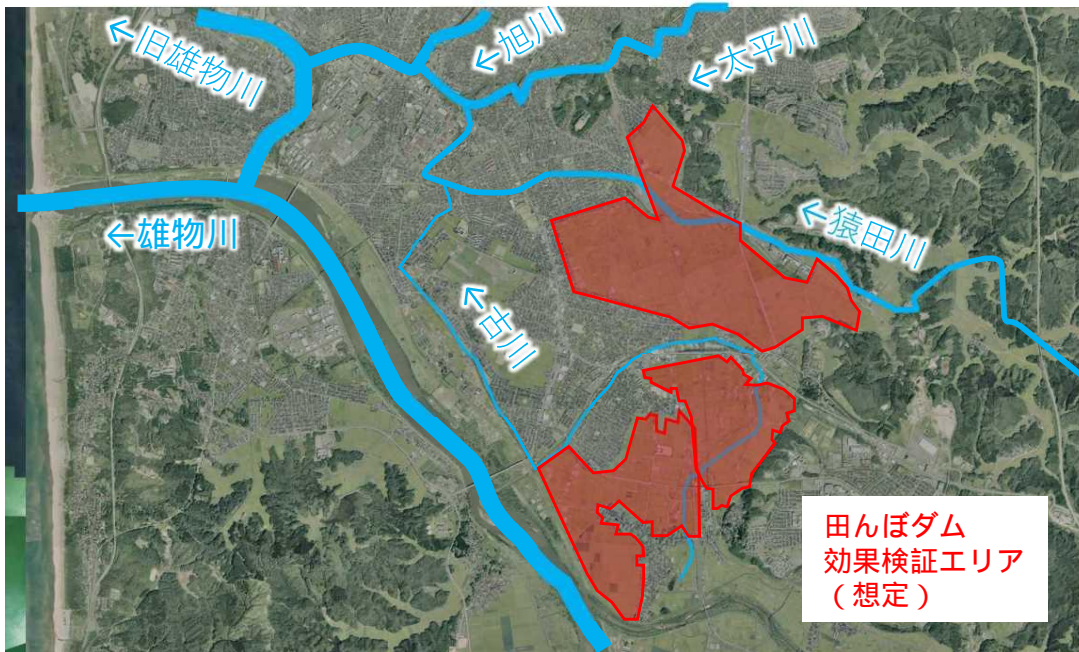 ←旧雄物川
←旭川
←太平川
←雄物川
←猿田川
←古川
田んぼダム
効果検証エリア
（想定）